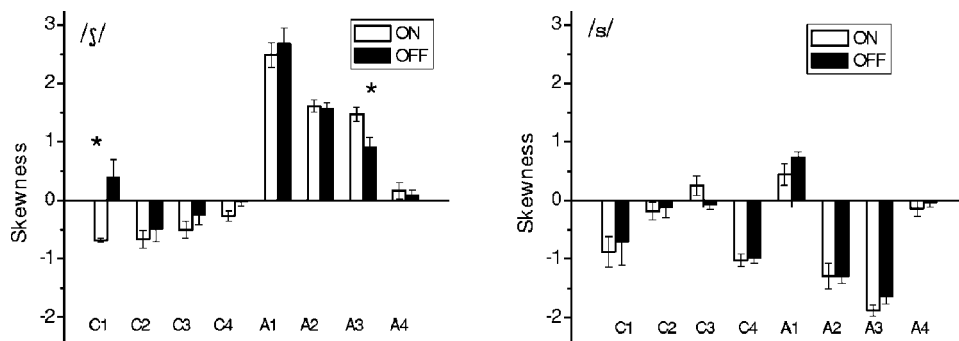 /ʃ/
ON
OFF
*
*
Skewness
3
2
1
0
-1
-2
C1 C2 C3 C4 A1 A2 A3 A4
/s/
ON
OFF
Skewness
3
2
1
0
-1
-2
C1 C2 C3 C4 A1 A2 A3 A4